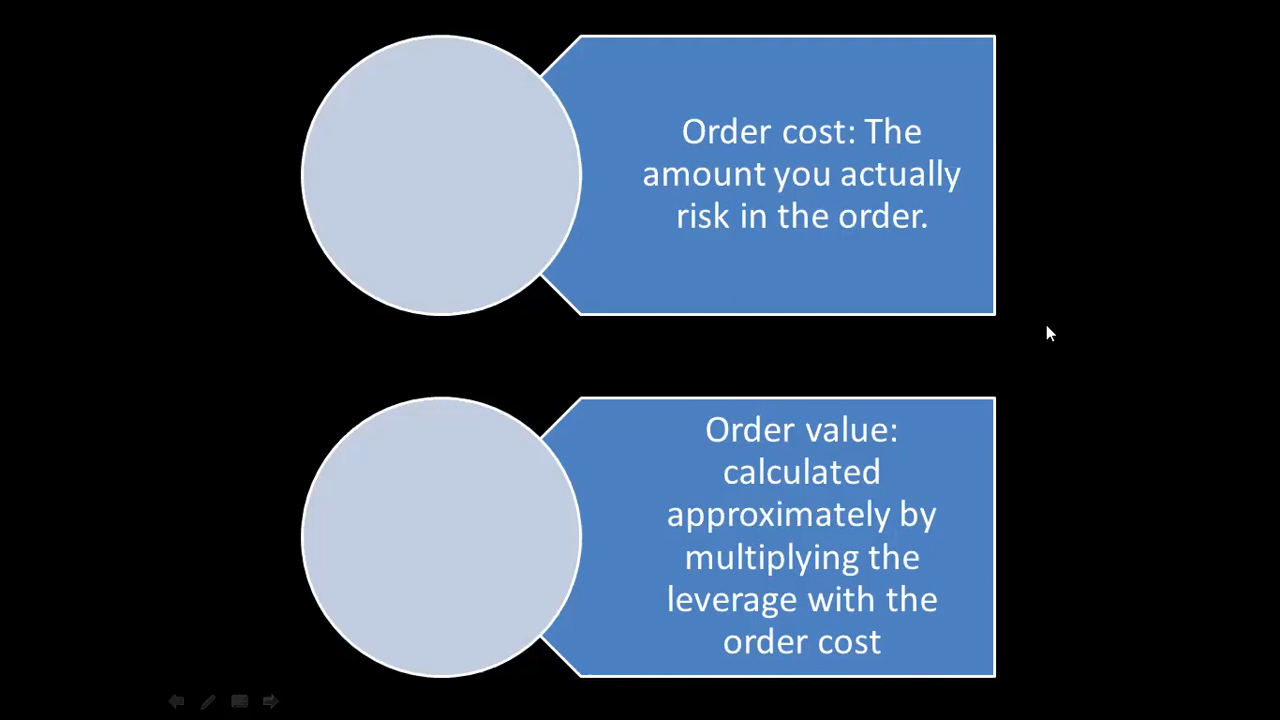 Order cost: The
amount you actually
risk in the order.
Order value:
calculated
approximately by
multiplying the
leverage with the
order cost